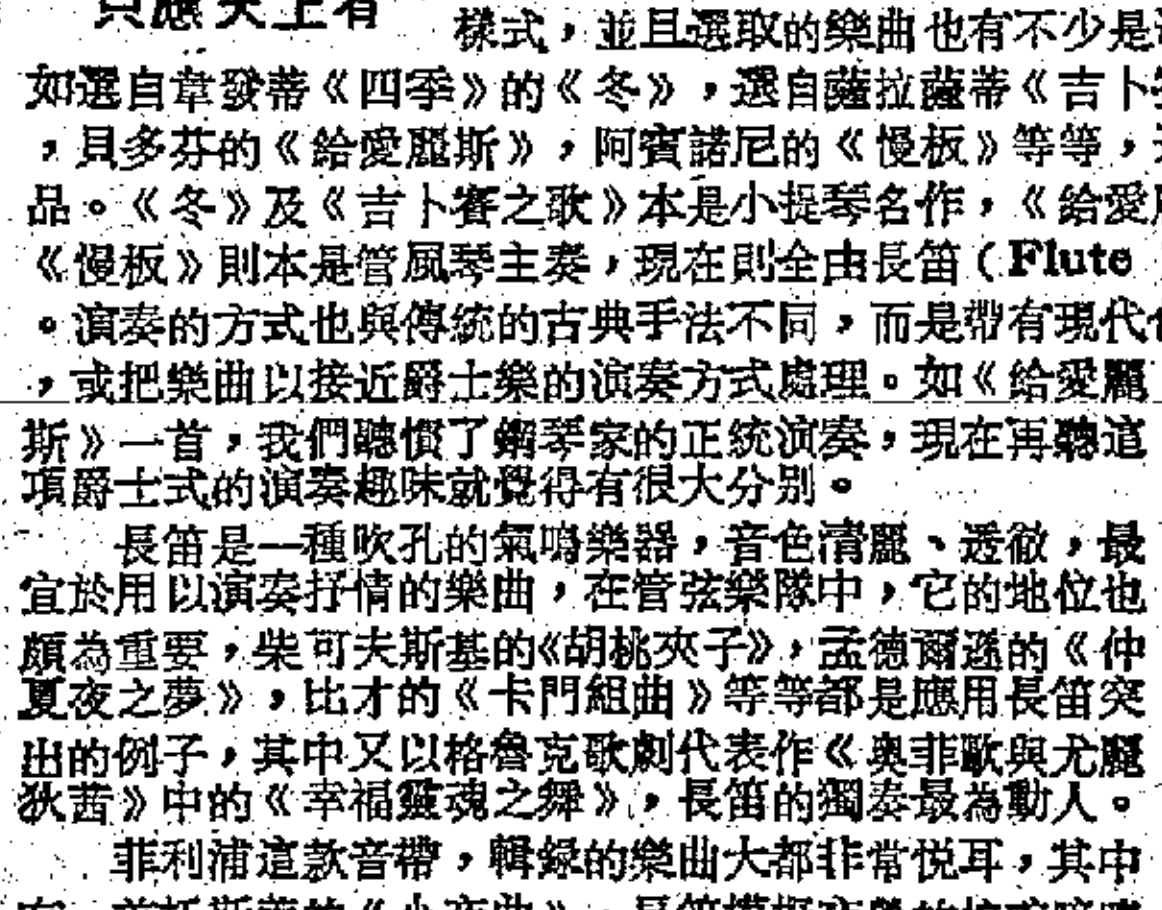 只應天上有
樣式，並且選取的樂曲也有不少是
如選自韋發蒂《四季》的《冬》，選自薩拉薩蒂《吉卜
，貝多芬的《給愛麗斯》，阿賓諾尼的《慢板》等等，
品。《冬》及《吉卜賽之歌》本是小提琴名作，《給愛
《慢板》則本是管風琴主奏，現在則全由長笛（Flute
。演奏的方式也與傳統的古典手法不同，而是帶有現代
，或把樂曲以接近爵士樂的演奏方式處理。如《給愛麗
斯》一首，我們聽慣了鋼琴家的正統演奏，現在再聽這
項爵士式的演奏趣味就覺得有很大分別。
長笛是一種吹孔的氣鳴樂器，音色清麗、透徹，最
宜於用以演奏抒情的樂曲，在管弦樂隊中，它的地位也
頗為重要，柴可夫斯基的《胡桃夾子》，孟德爾遜的《仲
夏夜之夢》，比才的《卡門組曲》等等都是應用長笛突
出的例子，其中又以格魯克歌劇代表作《奧菲歐與尤麗
狄茜》中的《幸福靈魂之舞》，長笛的獨奏最為動人。
菲利浦這款音帶，輯錄的樂曲大都非常悅耳，其中